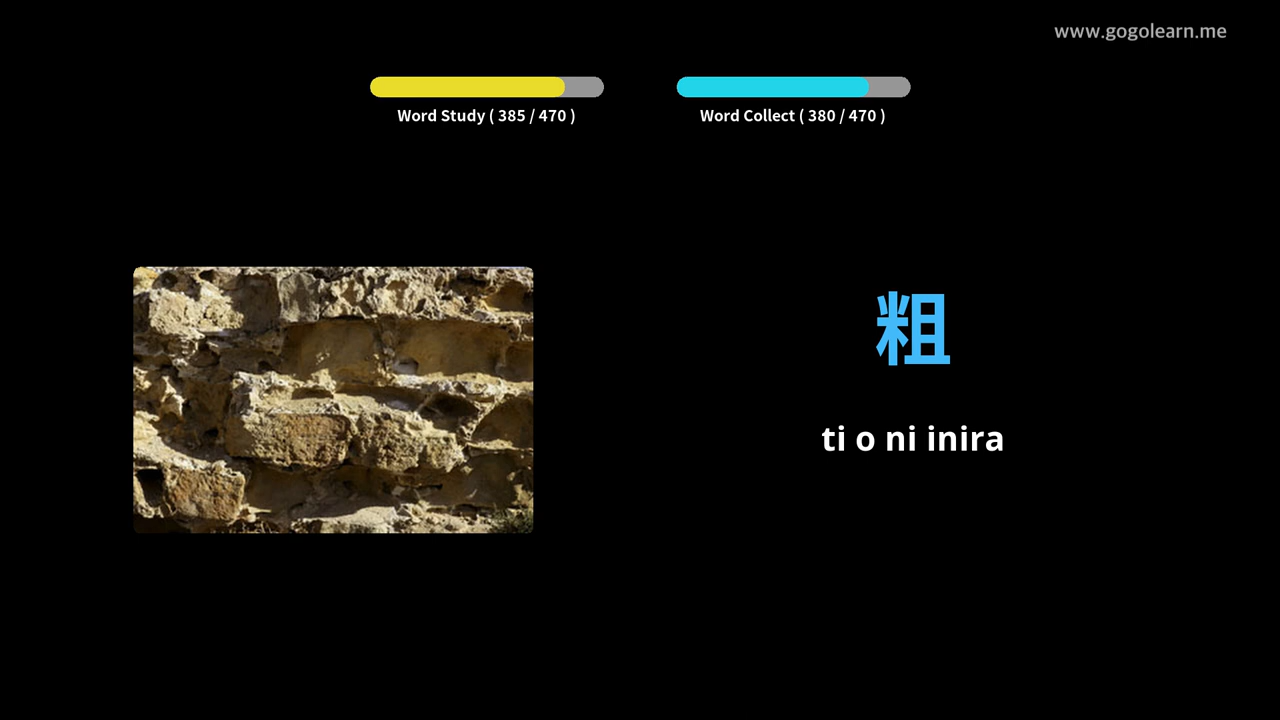 www.gogolearn.me
Word Study ( 385 / 470 )
Word Collect ( 380 / 470 )
粗
ti o ni inira